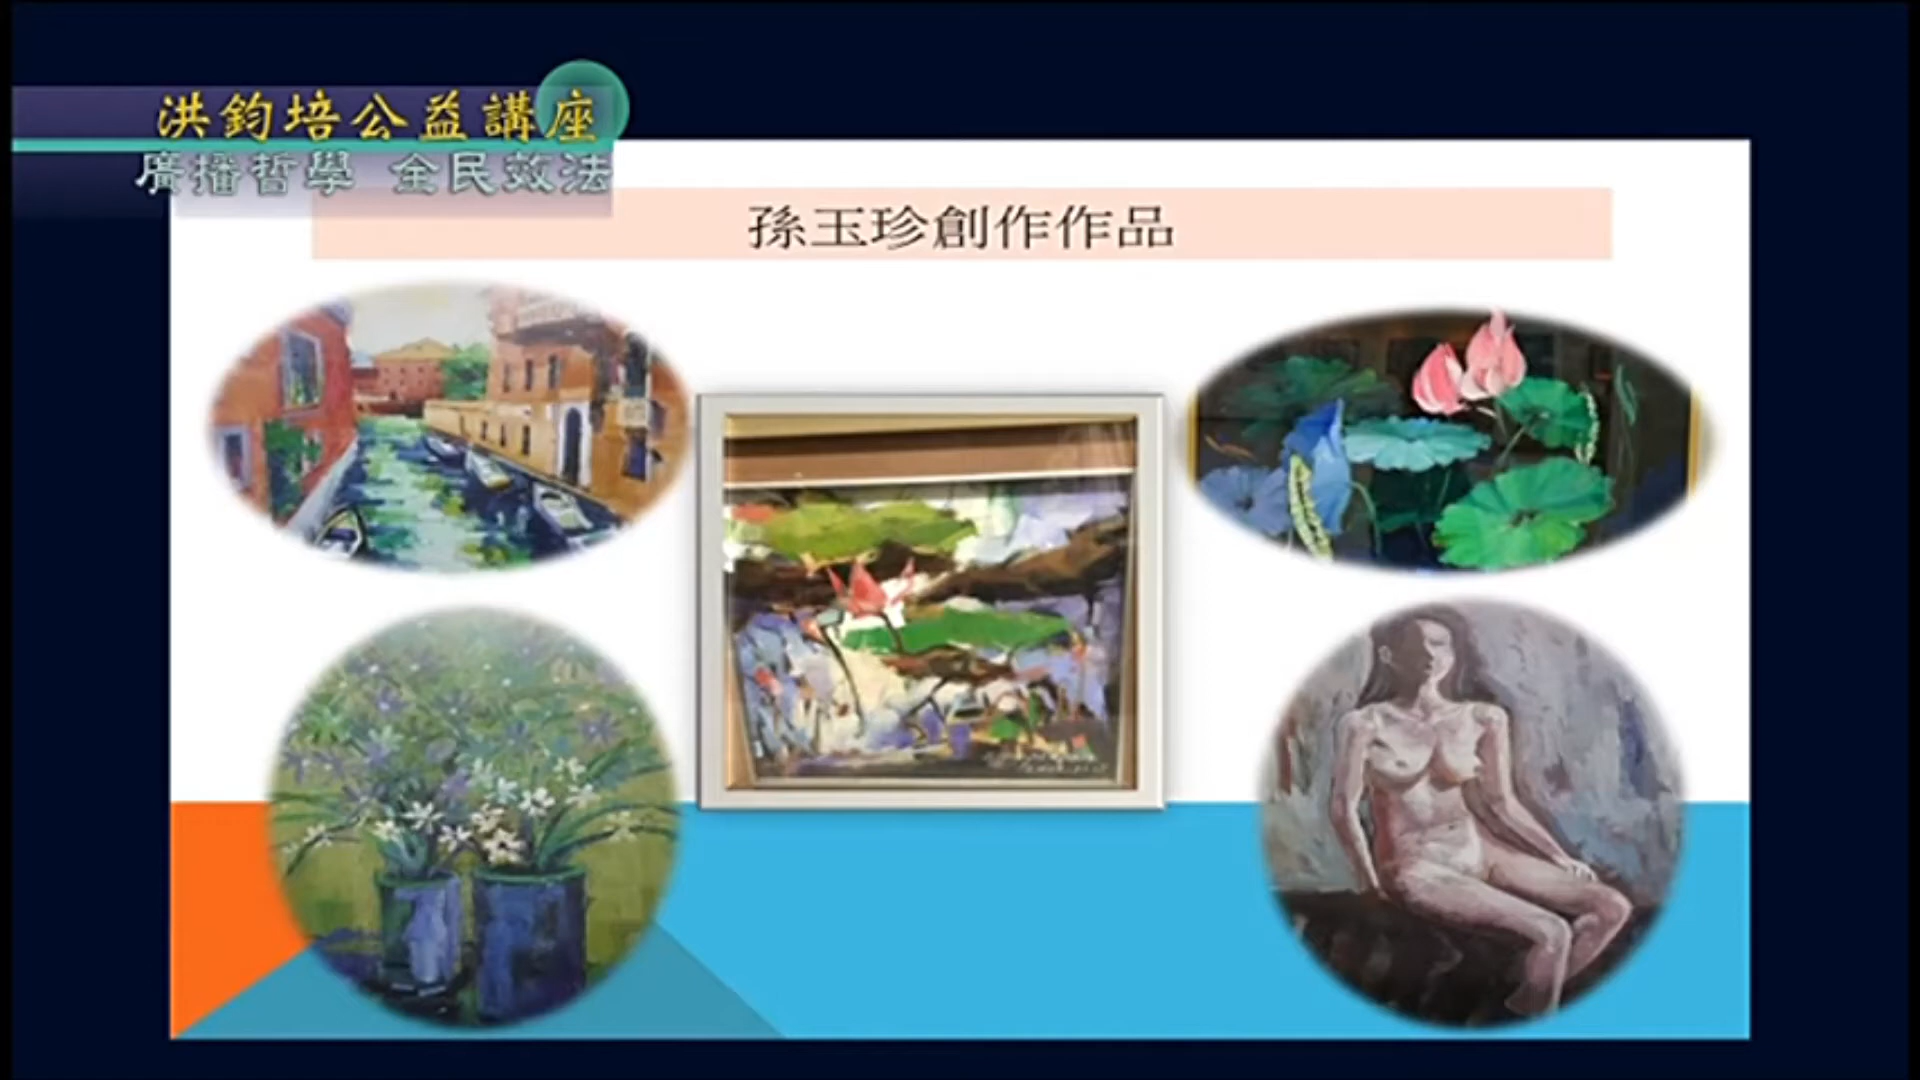 洪鈞培公益講座
廣播哲學 全民效法
孫玉珍創作作品